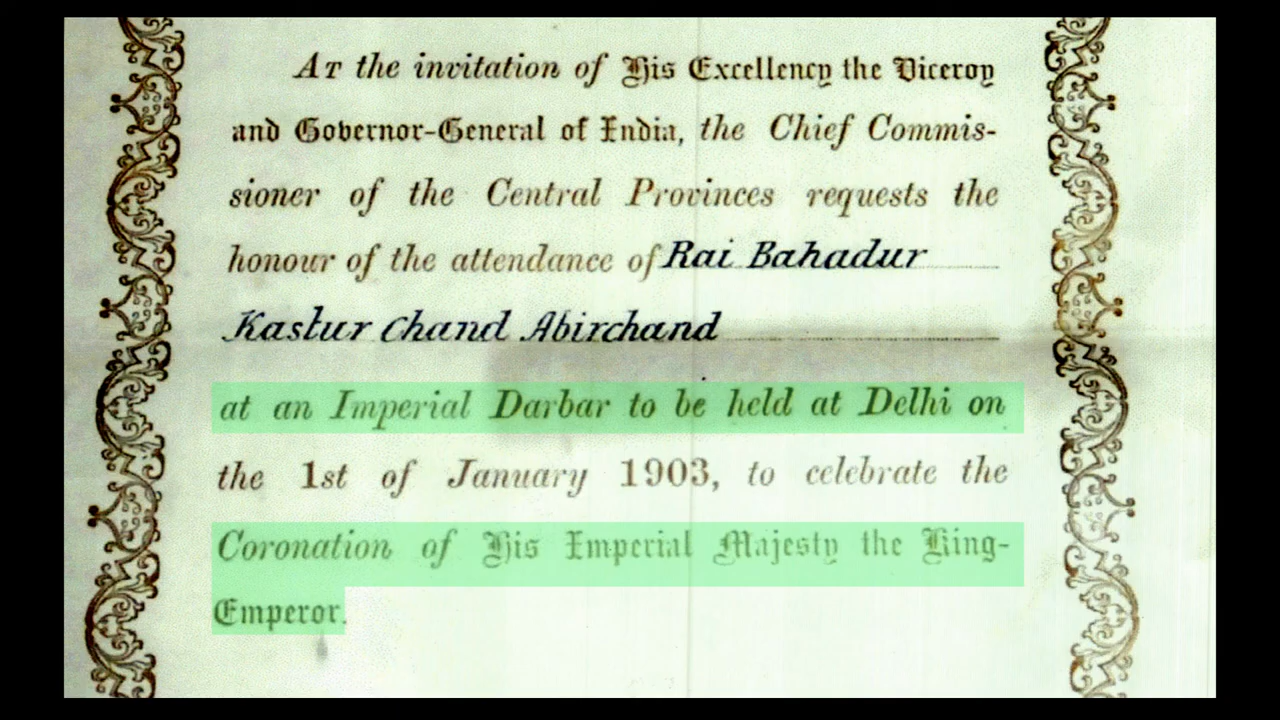 At the invitation of His Excellency the Viceroy
and Governor-General of India, the Chief Commis-
sioner of the Central Provinces requests the
honour of the attendance of Rai Bahadur
Kastur Chand Abirchand
at an Imperial Darbar to be held at Delhi on
the 1st of January 1903, to celebrate the
Coronation of His Imperial Majesty the King-
Emperor.